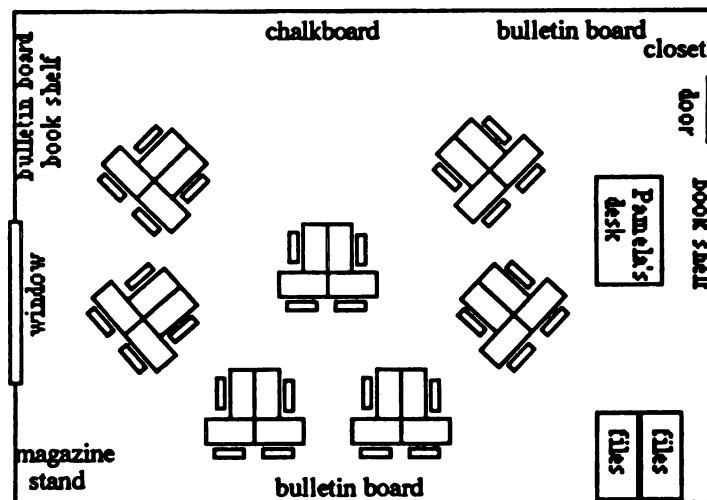 chalkboard
bulletin board
closet
bulletin board
book shelf
door
Pamela's
desk
book shelf
window
magazine
stand
bulletin board
files
files